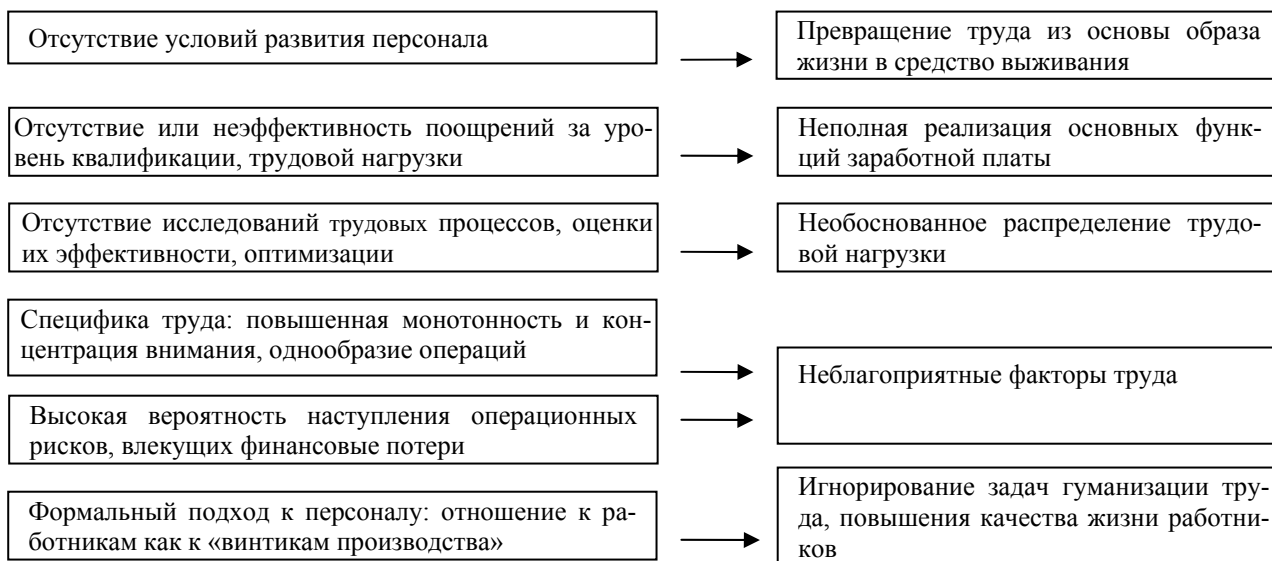 Отсутствие условий развития персонала
Превращение труда из основы образа
жизни в средство выживания
Отсутствие или неэффективность поощрений за уро-
вень квалификации, трудовой нагрузки
Неполная реализация основных функ-
ций заработной платы
Отсутствие исследований трудовых процессов, оценки
их эффективности, оптимизации
Необоснованное распределение трудо-
вой нагрузки
Специфика труда: повышенная монотонность и кон-
центрация внимания, однообразие операций
Высокая вероятность наступления операционных
рисков, влекущих финансовые потери
Неблагоприятные факторы труда
Формальный подход к персоналу: отношение к ра-
ботникам как к «винтикам производства»
Игнорирование задач гуманизации тру-
да, повышения качества жизни работни-
ков